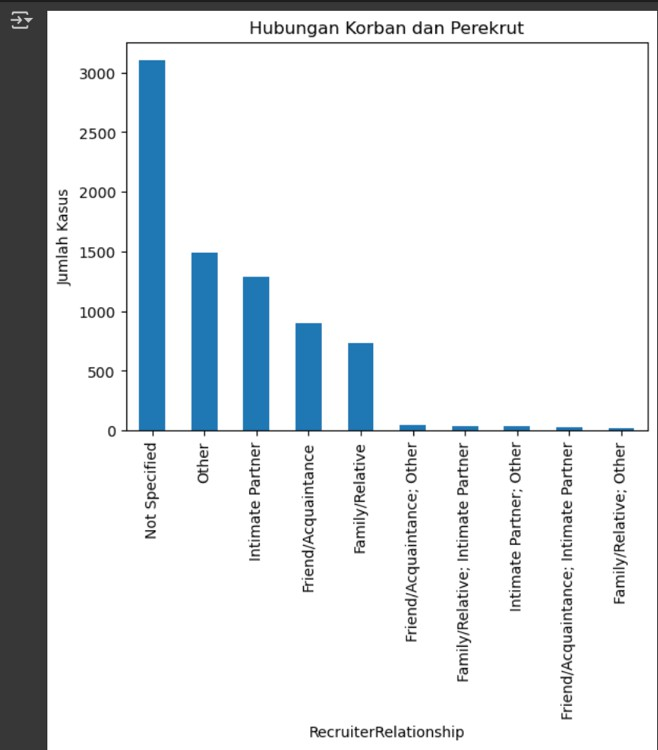 Hubungan Korban dan Perekrut
Jumlah Kasus
3000
2500
2000
1500
1000
500
0
Not Specified
Other
Intimate Partner
Friend/Acquaintance
Family/Relative
Friend/Acquaintance; Other
Family/Relative; Intimate Partner
Intimate Partner; Other
Friend/Acquaintance; Intimate Partner
Family/Relative; Other
RecruiterRelationship